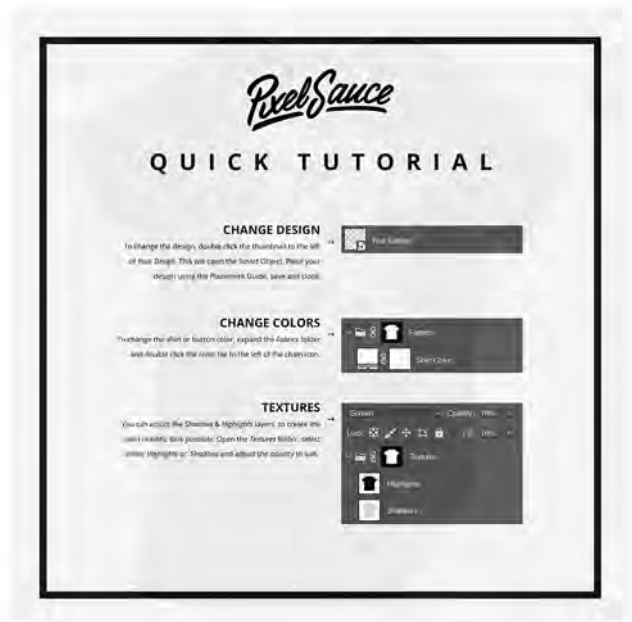 PixelSauce
QUICK TUTORIAL
CHANGE DESIGN
To change the design, double click the thumbnail to the left
of Your Design. This will open the Smart Object. Place your
design using the Placement Guide, save and close.
Your Design
CHANGE COLORS
To change the shirt or button color, expand the Fabrics folder
and double click the color tile to the left of the chain icon.
Fabrics
Shirt Color
TEXTURES
You can adjust the Shadow & Highlights layers, to create the
most realistic look possible. Open the Textures folder, select
either Highlights or Shadows and adjust the opacity to suit.
Screen
Opacity:
Lock:
Textures
Highlights
Shadows